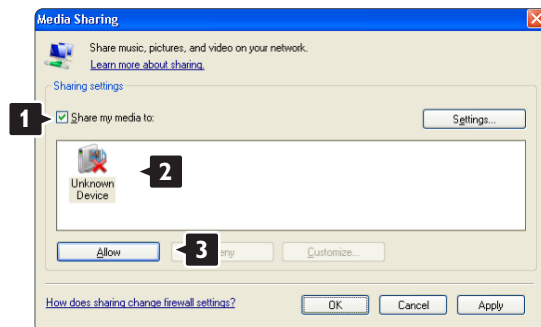 Media Sharing
Share music, pictures, and video on your network.
Learn more about sharing.
Sharing settings
1
Share my media to:
Settings...
2
Unknown
Device
Allow
3
Customize...
How does sharing change firewall settings?
OK
Cancel
Apply